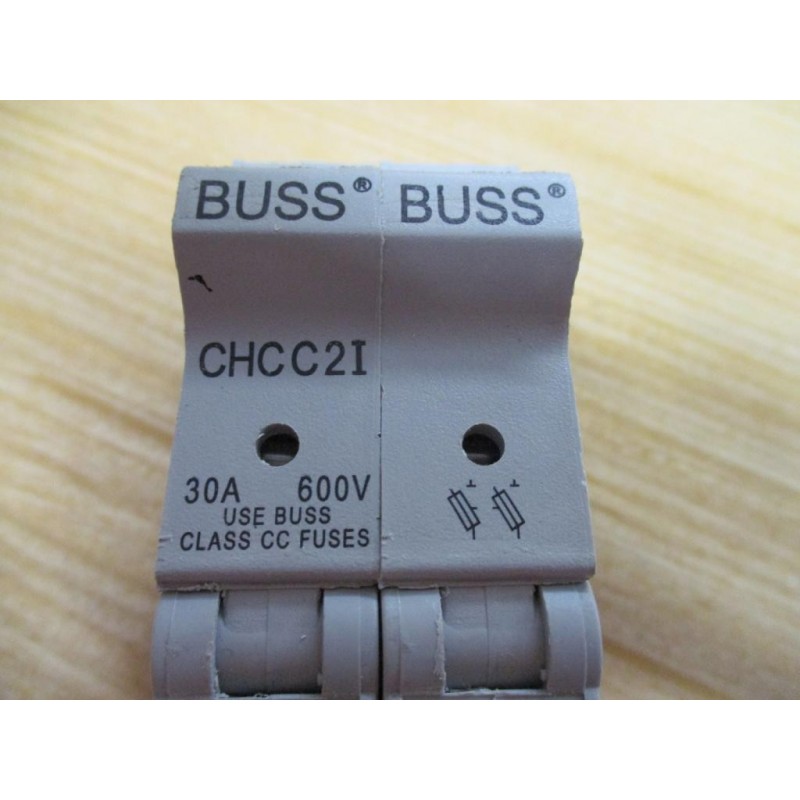 BUSS® BUSS®
CHCC2I
30A 600V
USE BUSS
CLASS CC FUSES